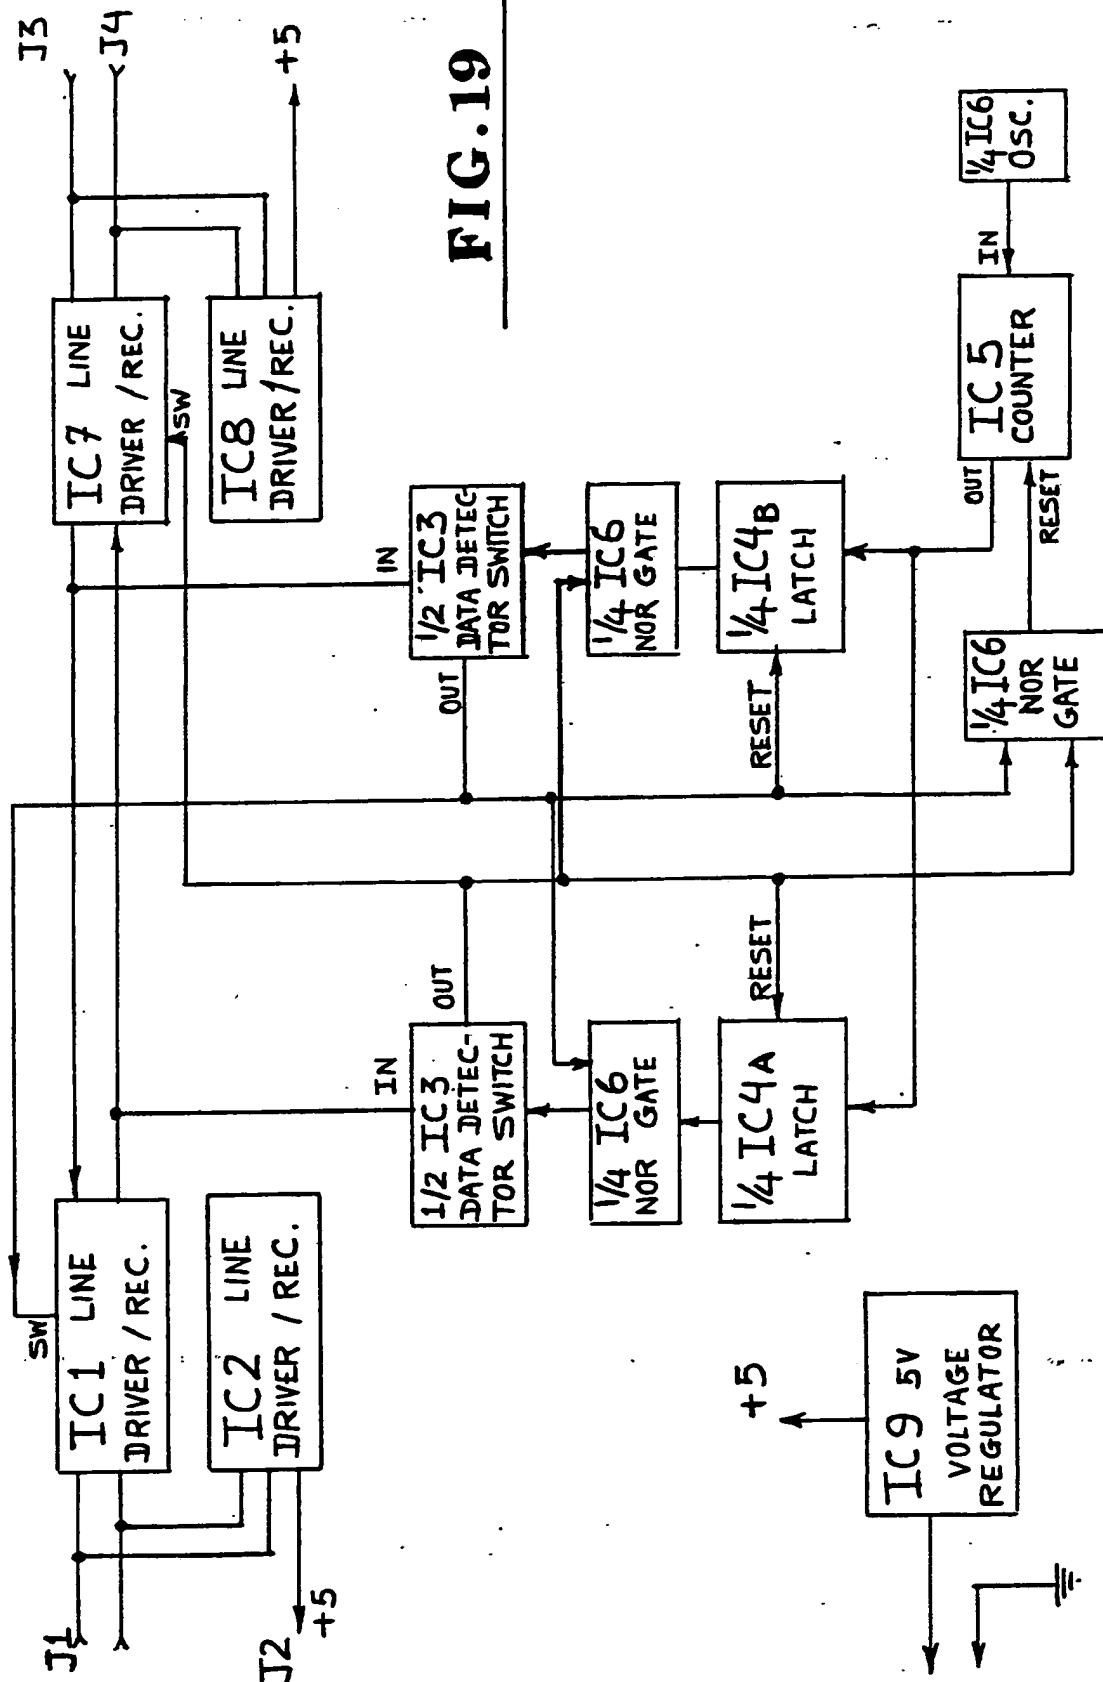 J1
J2
+5
SW
IC1 LINE
DRIVER/REC.
IC2 LINE
DRIVER/REC.
IN
OUT
1/2 IC3
DATA DETEC-
TOR SWITCH
1/4 IC6
NOR GATE
RESET
1/4 IC4A
LATCH
+5
IC9 5V
VOLTAGE
REGULATOR
J3
J4
+5
IC7 LINE
DRIVER/REC.
SW
IC8 LINE
DRIVER/REC.
IN
OUT
1/2 IC3
DATA DETEC-
TOR SWITCH
1/4 IC6
NOR GATE
RESET
1/4 IC4B
LATCH
OUT
RESET
1/4 IC6
NOR
GATE
IN
IC5
COUNTER
1/4 IC6
OSC.
FIG.19